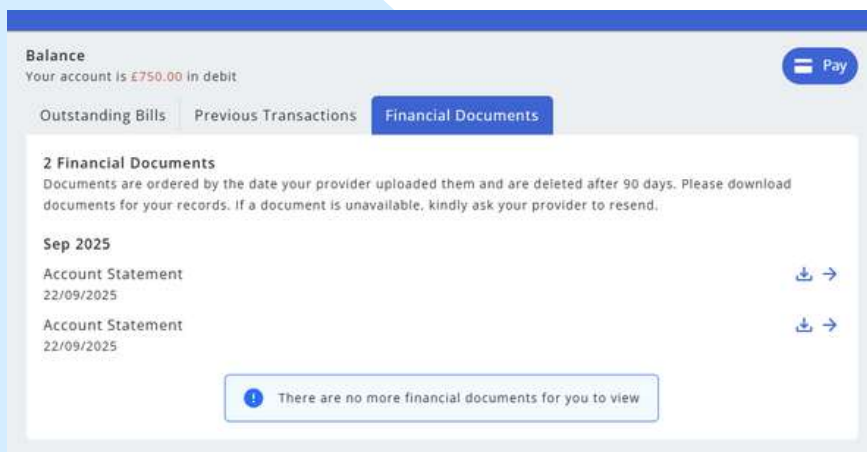 Balance
Your account is £750.00 in debit
Pay
Outstanding Bills
Previous Transactions
Financial Documents
2 Financial Documents
Documents are ordered by the date your provider uploaded them and are deleted after 90 days. Please download
documents for your records. If a document is unavailable, kindly ask your provider to resend.
Sep 2025
Account Statement
22/09/2025
Account Statement
22/09/2025
There are no more financial documents for you to view